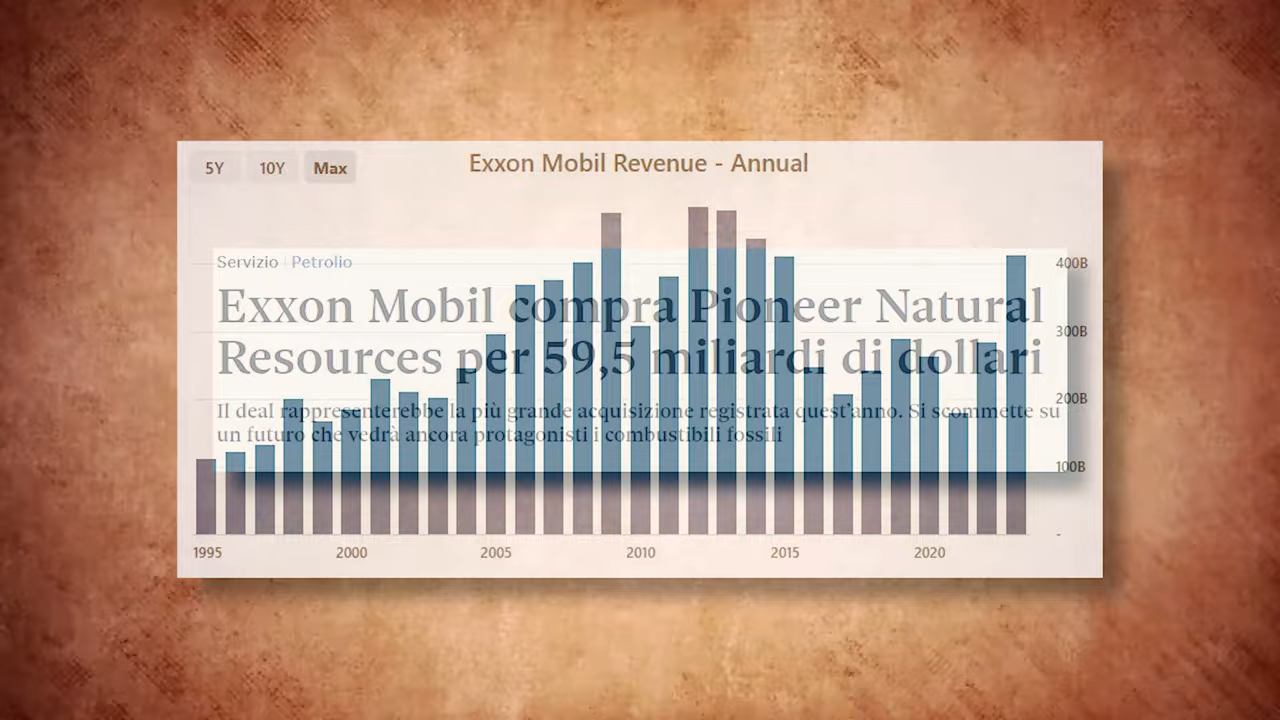 5Y 10Y Max
Exxon Mobil Revenue - Annual
Servizio Petrolio
400B
Exxon Mobil compra Pioneer Natural
300B
Resources per 59,5 miliardi di dollari
200B
Il deal rappresenterebbe la più grande acquisizione registrata quest'anno. Si scommette su
un futuro che vedrà ancora protagonisti i combustibili fossili
100B
-
1995 2000 2005 2010 2015 2020